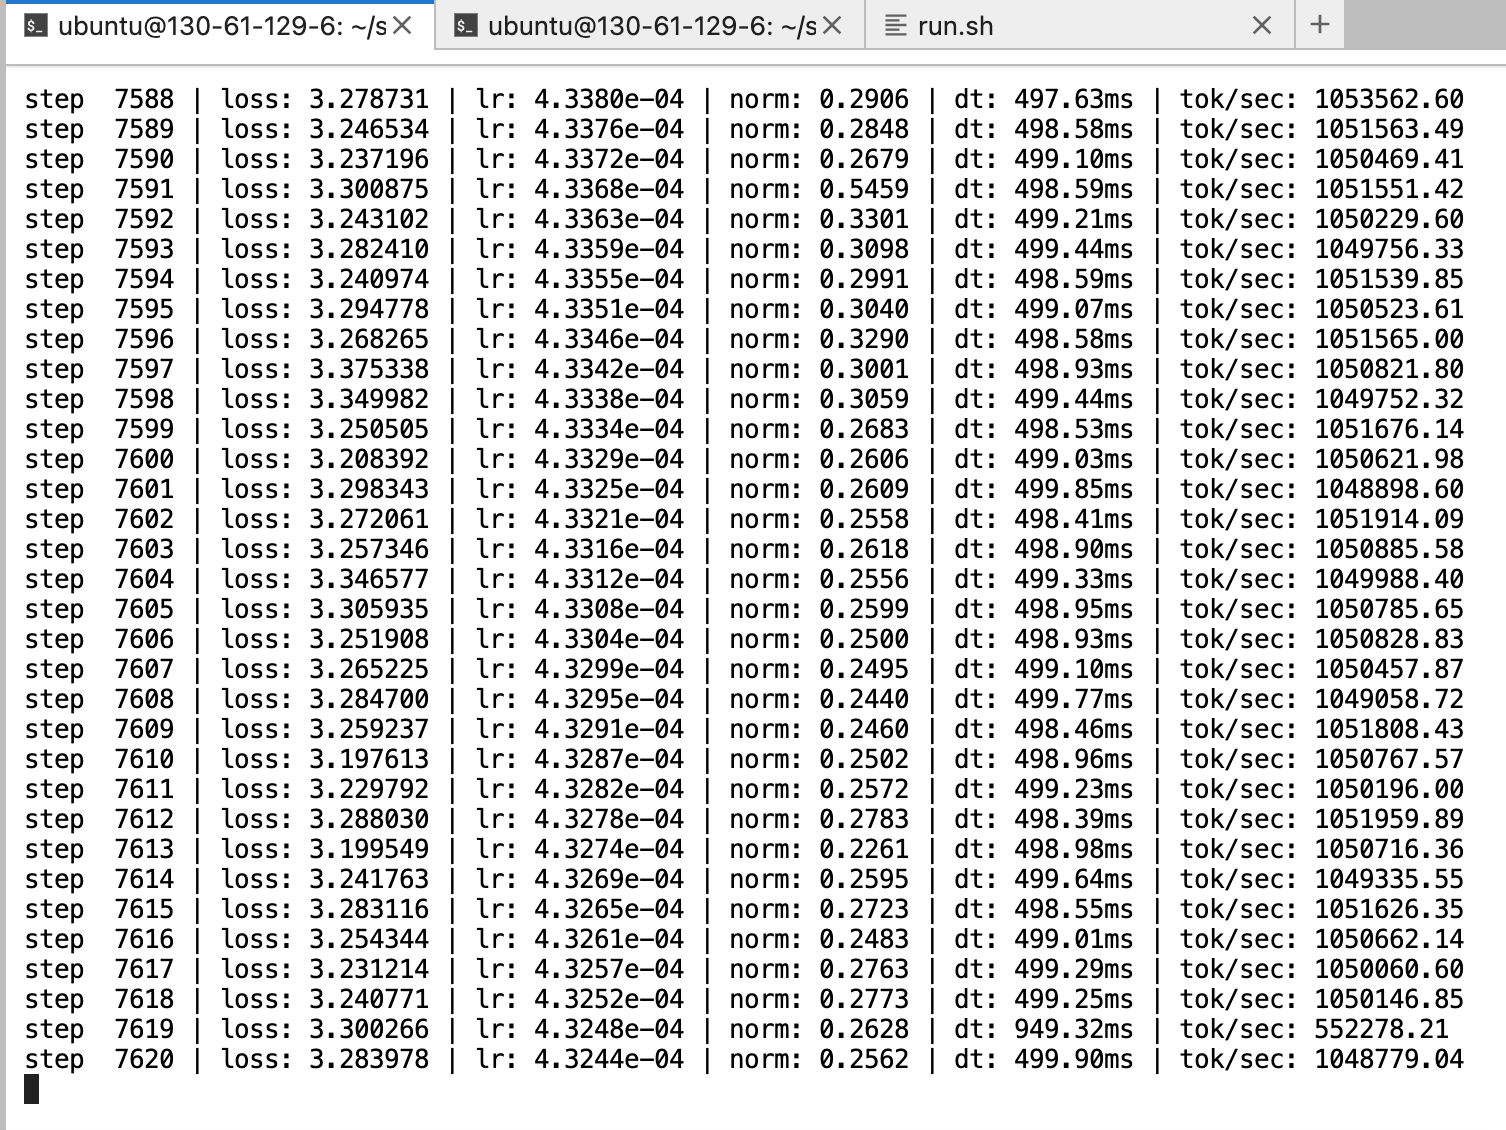 ubuntu@130-61-129-6: ~/s
ubuntu@130-61-129-6: ~/s
run.sh
step  7588 | loss: 3.278731 | lr: 4.3380e-04 | norm: 0.2906 | dt: 497.63ms | tok/sec: 1053562.60
step  7589 | loss: 3.246534 | lr: 4.3376e-04 | norm: 0.2848 | dt: 498.58ms | tok/sec: 1051563.49
step  7590 | loss: 3.237196 | lr: 4.3372e-04 | norm: 0.2679 | dt: 499.10ms | tok/sec: 1050469.41
step  7591 | loss: 3.300875 | lr: 4.3368e-04 | norm: 0.5459 | dt: 498.59ms | tok/sec: 1051551.42
step  7592 | loss: 3.243102 | lr: 4.3363e-04 | norm: 0.3301 | dt: 499.21ms | tok/sec: 1050229.60
step  7593 | loss: 3.282410 | lr: 4.3359e-04 | norm: 0.3098 | dt: 499.44ms | tok/sec: 1049756.33
step  7594 | loss: 3.240974 | lr: 4.3355e-04 | norm: 0.2991 | dt: 498.59ms | tok/sec: 1051539.85
step  7595 | loss: 3.294778 | lr: 4.3351e-04 | norm: 0.3040 | dt: 499.07ms | tok/sec: 1050523.61
step  7596 | loss: 3.268265 | lr: 4.3346e-04 | norm: 0.3290 | dt: 498.58ms | tok/sec: 1051565.00
step  7597 | loss: 3.375338 | lr: 4.3342e-04 | norm: 0.3001 | dt: 498.93ms | tok/sec: 1050821.80
step  7598 | loss: 3.349982 | lr: 4.3338e-04 | norm: 0.3059 | dt: 499.44ms | tok/sec: 1049752.32
step  7599 | loss: 3.250505 | lr: 4.3334e-04 | norm: 0.2683 | dt: 498.53ms | tok/sec: 1051676.14
step  7600 | loss: 3.208392 | lr: 4.3329e-04 | norm: 0.2606 | dt: 499.03ms | tok/sec: 1050621.98
step  7601 | loss: 3.298343 | lr: 4.3325e-04 | norm: 0.2609 | dt: 499.85ms | tok/sec: 1048898.60
step  7602 | loss: 3.272061 | lr: 4.3321e-04 | norm: 0.2558 | dt: 498.41ms | tok/sec: 1051914.09
step  7603 | loss: 3.257346 | lr: 4.3316e-04 | norm: 0.2618 | dt: 498.90ms | tok/sec: 1050885.58
step  7604 | loss: 3.346577 | lr: 4.3312e-04 | norm: 0.2556 | dt: 499.33ms | tok/sec: 1049988.40
step  7605 | loss: 3.305935 | lr: 4.3308e-04 | norm: 0.2599 | dt: 498.95ms | tok/sec: 1050785.65
step  7606 | loss: 3.251908 | lr: 4.3304e-04 | norm: 0.2500 | dt: 498.93ms | tok/sec: 1050828.83
step  7607 | loss: 3.265225 | lr: 4.3299e-04 | norm: 0.2495 | dt: 499.10ms | tok/sec: 1050457.87
step  7608 | loss: 3.284700 | lr: 4.3295e-04 | norm: 0.2440 | dt: 499.77ms | tok/sec: 1049058.72
step  7609 | loss: 3.259237 | lr: 4.3291e-04 | norm: 0.2460 | dt: 498.46ms | tok/sec: 1051808.43
step  7610 | loss: 3.197613 | lr: 4.3287e-04 | norm: 0.2502 | dt: 498.96ms | tok/sec: 1050767.57
step  7611 | loss: 3.229792 | lr: 4.3282e-04 | norm: 0.2572 | dt: 499.23ms | tok/sec: 1050196.00
step  7612 | loss: 3.288030 | lr: 4.3278e-04 | norm: 0.2783 | dt: 498.39ms | tok/sec: 1051959.89
step  7613 | loss: 3.199549 | lr: 4.3274e-04 | norm: 0.2261 | dt: 498.98ms | tok/sec: 1050716.36
step  7614 | loss: 3.241763 | lr: 4.3269e-04 | norm: 0.2595 | dt: 499.64ms | tok/sec: 1049335.55
step  7615 | loss: 3.283116 | lr: 4.3265e-04 | norm: 0.2723 | dt: 498.55ms | tok/sec: 1051626.35
step  7616 | loss: 3.254344 | lr: 4.3261e-04 | norm: 0.2483 | dt: 499.01ms | tok/sec: 1050662.14
step  7617 | loss: 3.231214 | lr: 4.3257e-04 | norm: 0.2763 | dt: 499.29ms | tok/sec: 1050060.60
step  7618 | loss: 3.240771 | lr: 4.3252e-04 | norm: 0.2773 | dt: 499.25ms | tok/sec: 1050146.85
step  7619 | loss: 3.300266 | lr: 4.3248e-04 | norm: 0.2628 | dt: 949.32ms | tok/sec: 552278.21
step  7620 | loss: 3.283978 | lr: 4.3244e-04 | norm: 0.2562 | dt: 499.90ms | tok/sec: 1048779.04